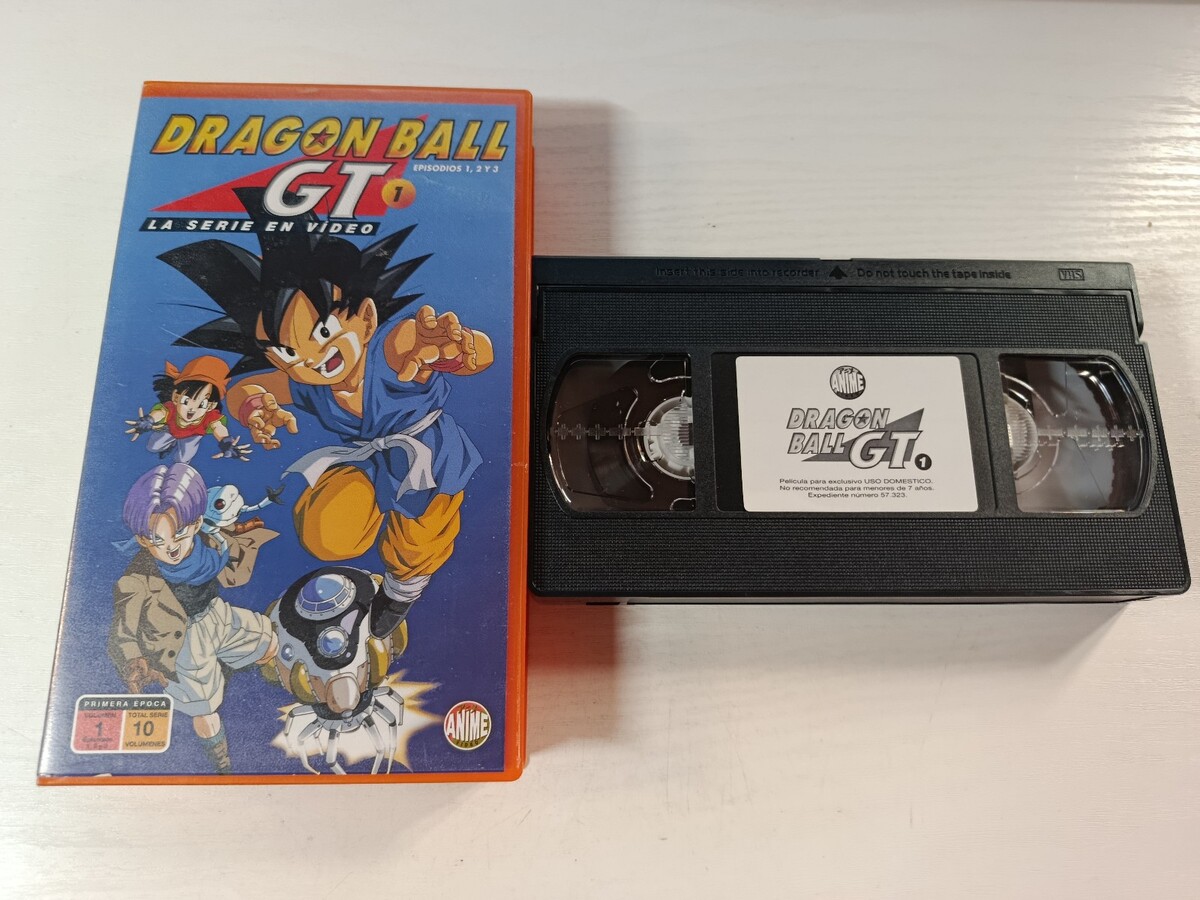 DRAGON BALL
EPISODIOS 1, 2 Y 3
GT 1
LA SERIE EN VÍDEO
PRIMERA EPOCA
VOLUMEN
1
TOTAL SERIE
10
VOLUMENES
ANIME
VIDEO
Insert this side into recorder
Do not touch the tape inside
VHS
ANIME
DRAGON
BALL GT 1
Película para exclusivo USO DOMESTICO.
No recomendada para menores de 7 años.
Expediente número 57.323.